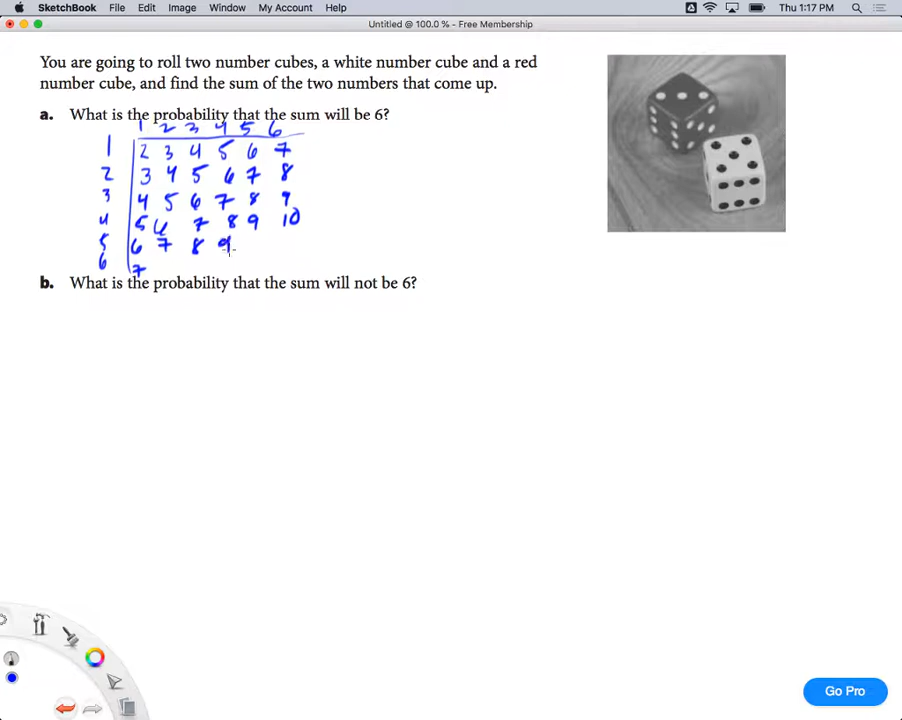 SketchBook File Edit Image Window My Account Help Thu 1:17 PM
Untitled @ 100.0 % - Free Membership
You are going to roll two number cubes, a white number cube and a red
number cube, and find the sum of the two numbers that come up.
a. What is the probability that the sum will be 6?
1 2 3 4 5 6
1 2 3 4 5 6 7
2 3 4 5 6 7 8
3 4 5 6 7 8 9
4 5 6 7 8 9 10
5 6 7 8 9
6 7
b. What is the probability that the sum will not be 6?
Go Pro